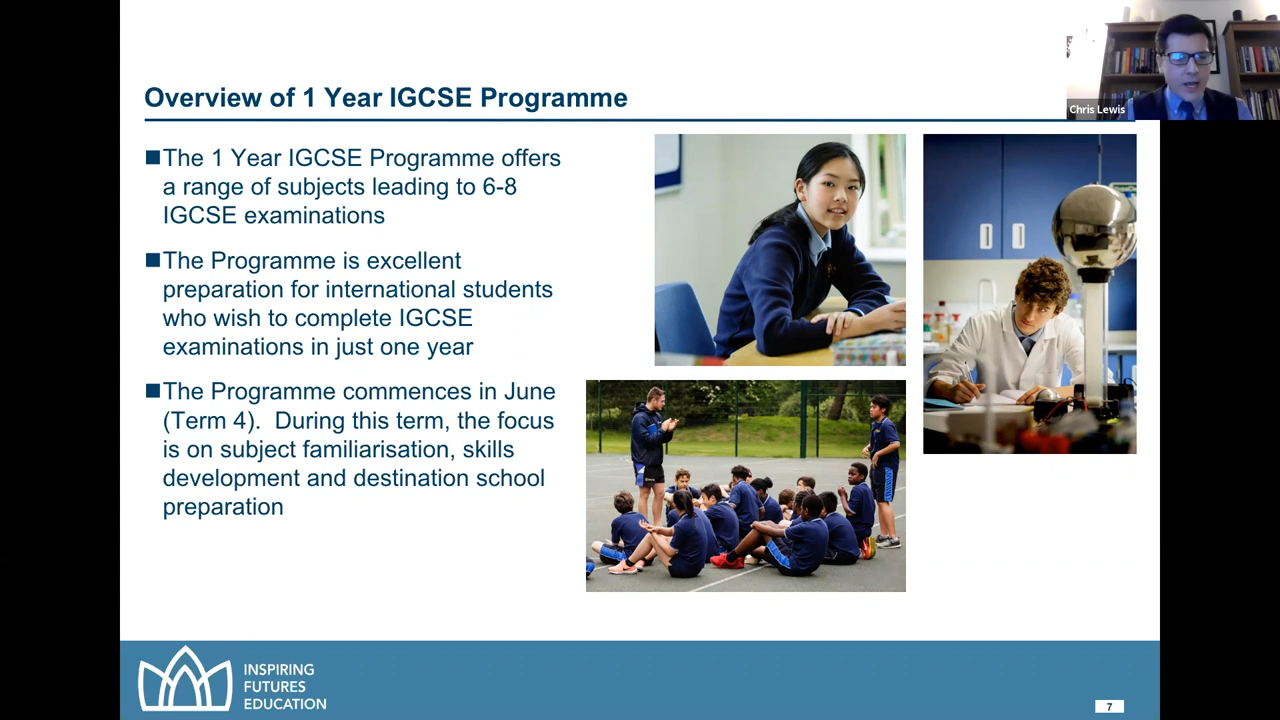 Overview of 1 Year IGCSE Programme
Chris Lewis
■The 1 Year IGCSE Programme offers
a range of subjects leading to 6-8
IGCSE examinations
■The Programme is excellent
preparation for international students
who wish to complete IGCSE
examinations in just one year
■The Programme commences in June
(Term 4).  During this term, the focus
is on subject familiarisation, skills
development and destination school
preparation
INSPIRING
FUTURES
EDUCATION
7